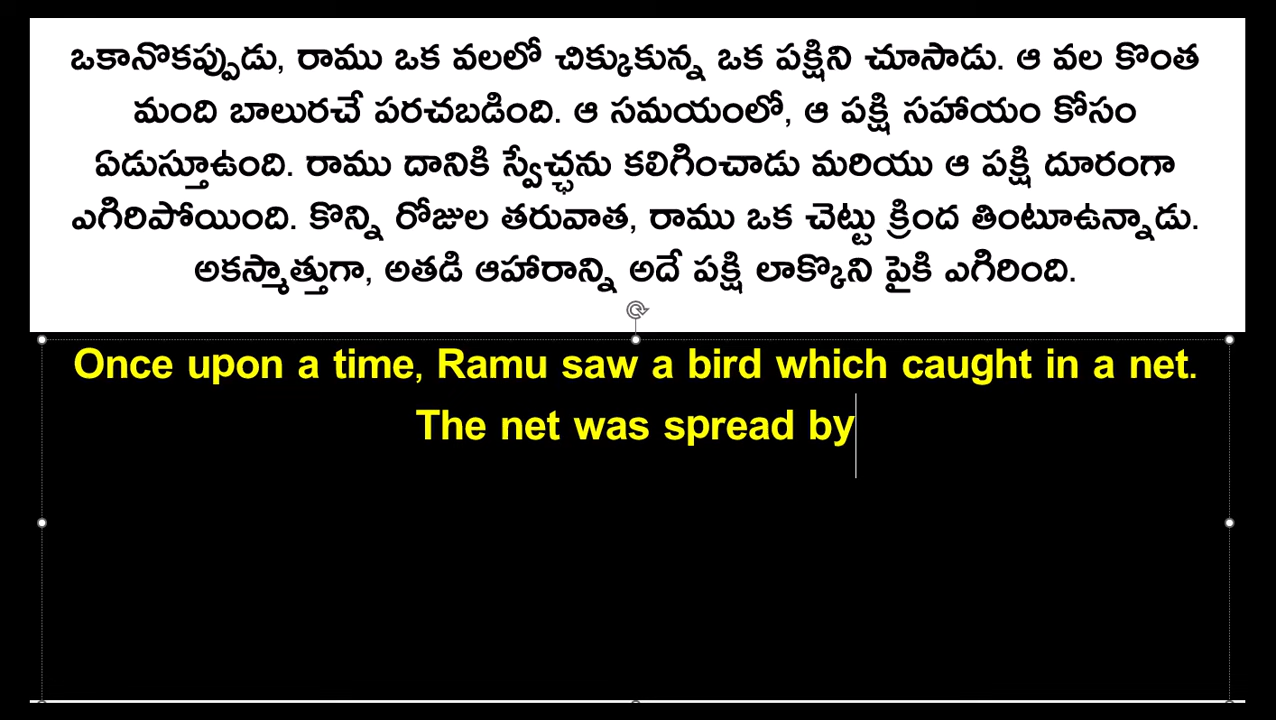 ఒకానొకప్పుడు, రాము ఒక వలలో చిక్కుకున్న ఒక పక్షిని చూసాడు. ఆ వల కొంత
మంది బాలురచే పరచబడింది. ఆ సమయంలో, ఆ పక్షి సహాయం కోసం
ఏడుస్తూఉంది. రాము దానికి స్వేచ్ఛను కలిగించాడు మరియు ఆ పక్షి దూరంగా
ఎగిరిపోయింది. కొన్ని రోజుల తరువాత, రాము ఒక చెట్టు క్రింద తింటూఉన్నాడు.
అకస్మాత్తుగా, అతడి ఆహారాన్ని అదే పక్షి లాక్కొని పైకి ఎగిరింది.
Once upon a time, Ramu saw a bird which caught in a net.
The net was spread by